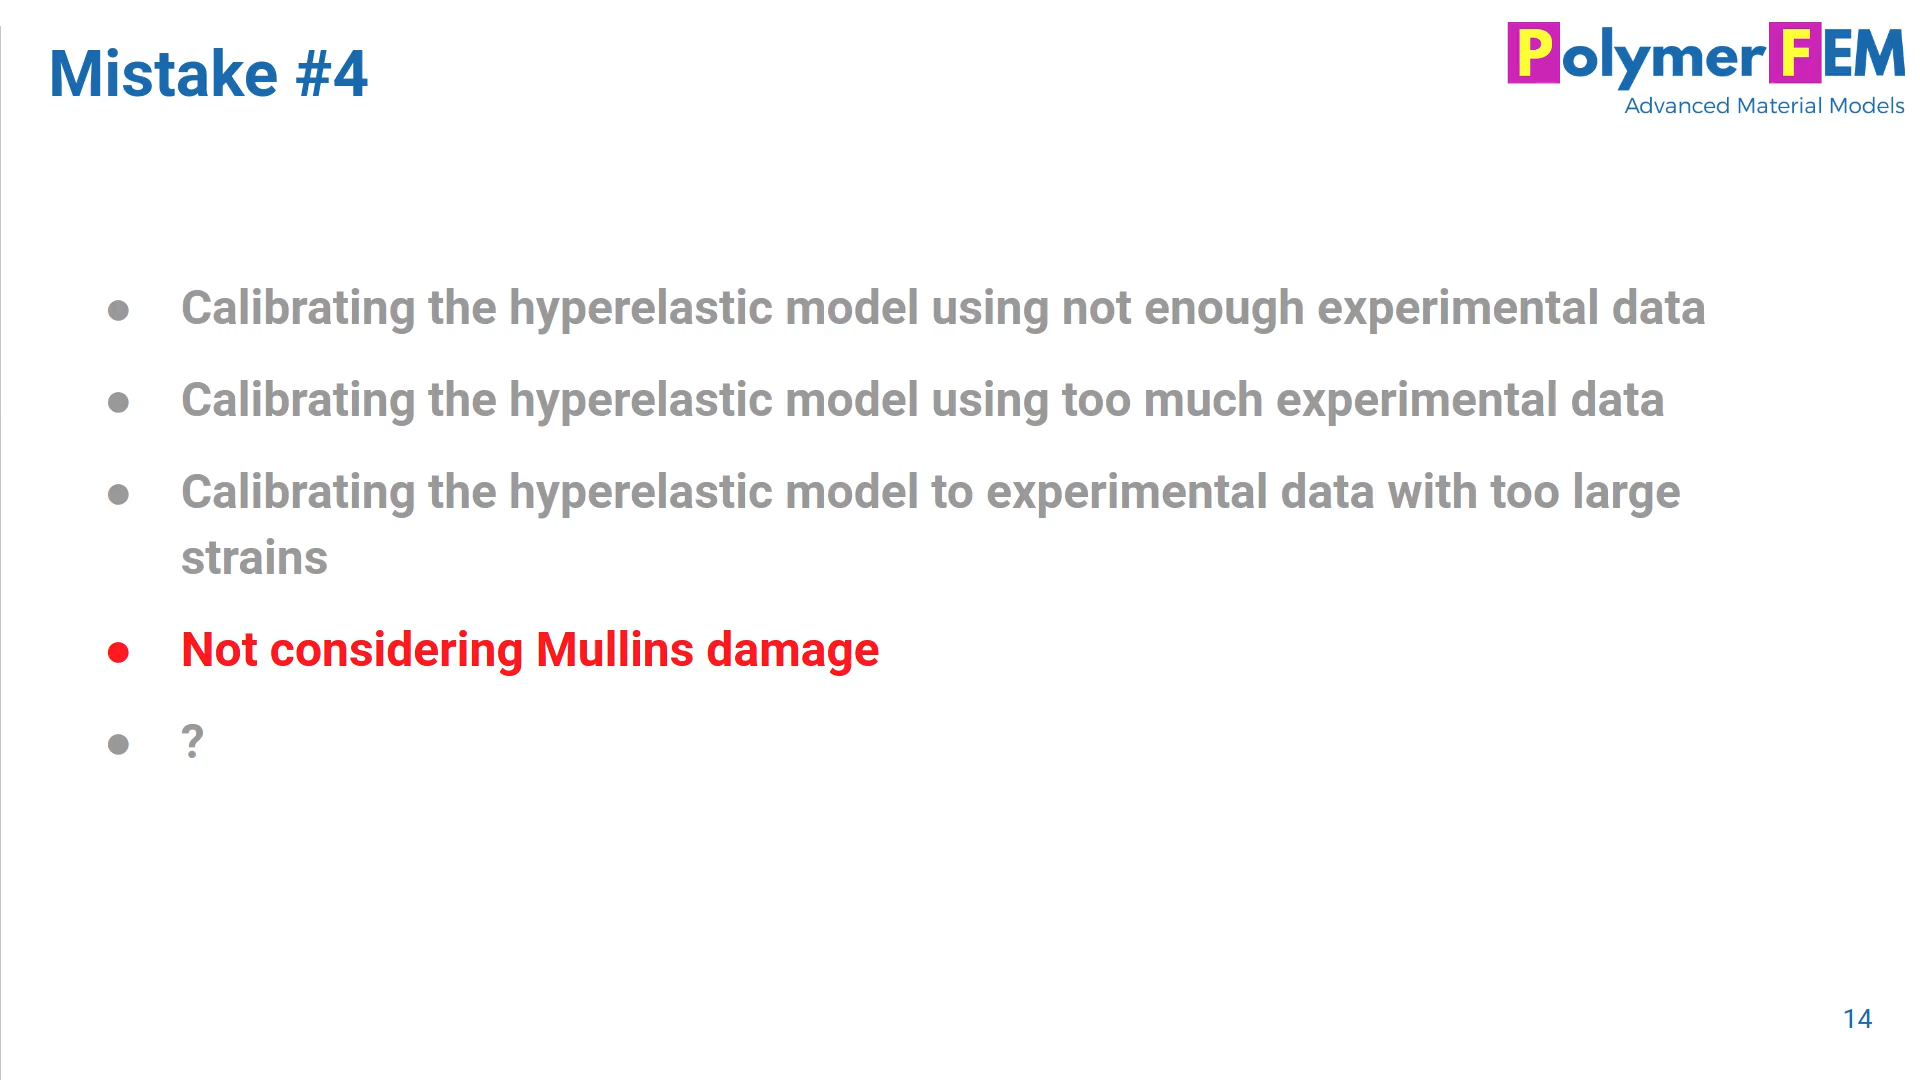 Mistake #4
PolymerFEM
Advanced Material Models
● Calibrating the hyperelastic model using not enough experimental data
● Calibrating the hyperelastic model using too much experimental data
● Calibrating the hyperelastic model to experimental data with too large
strains
● Not considering Mullins damage
● ?
14